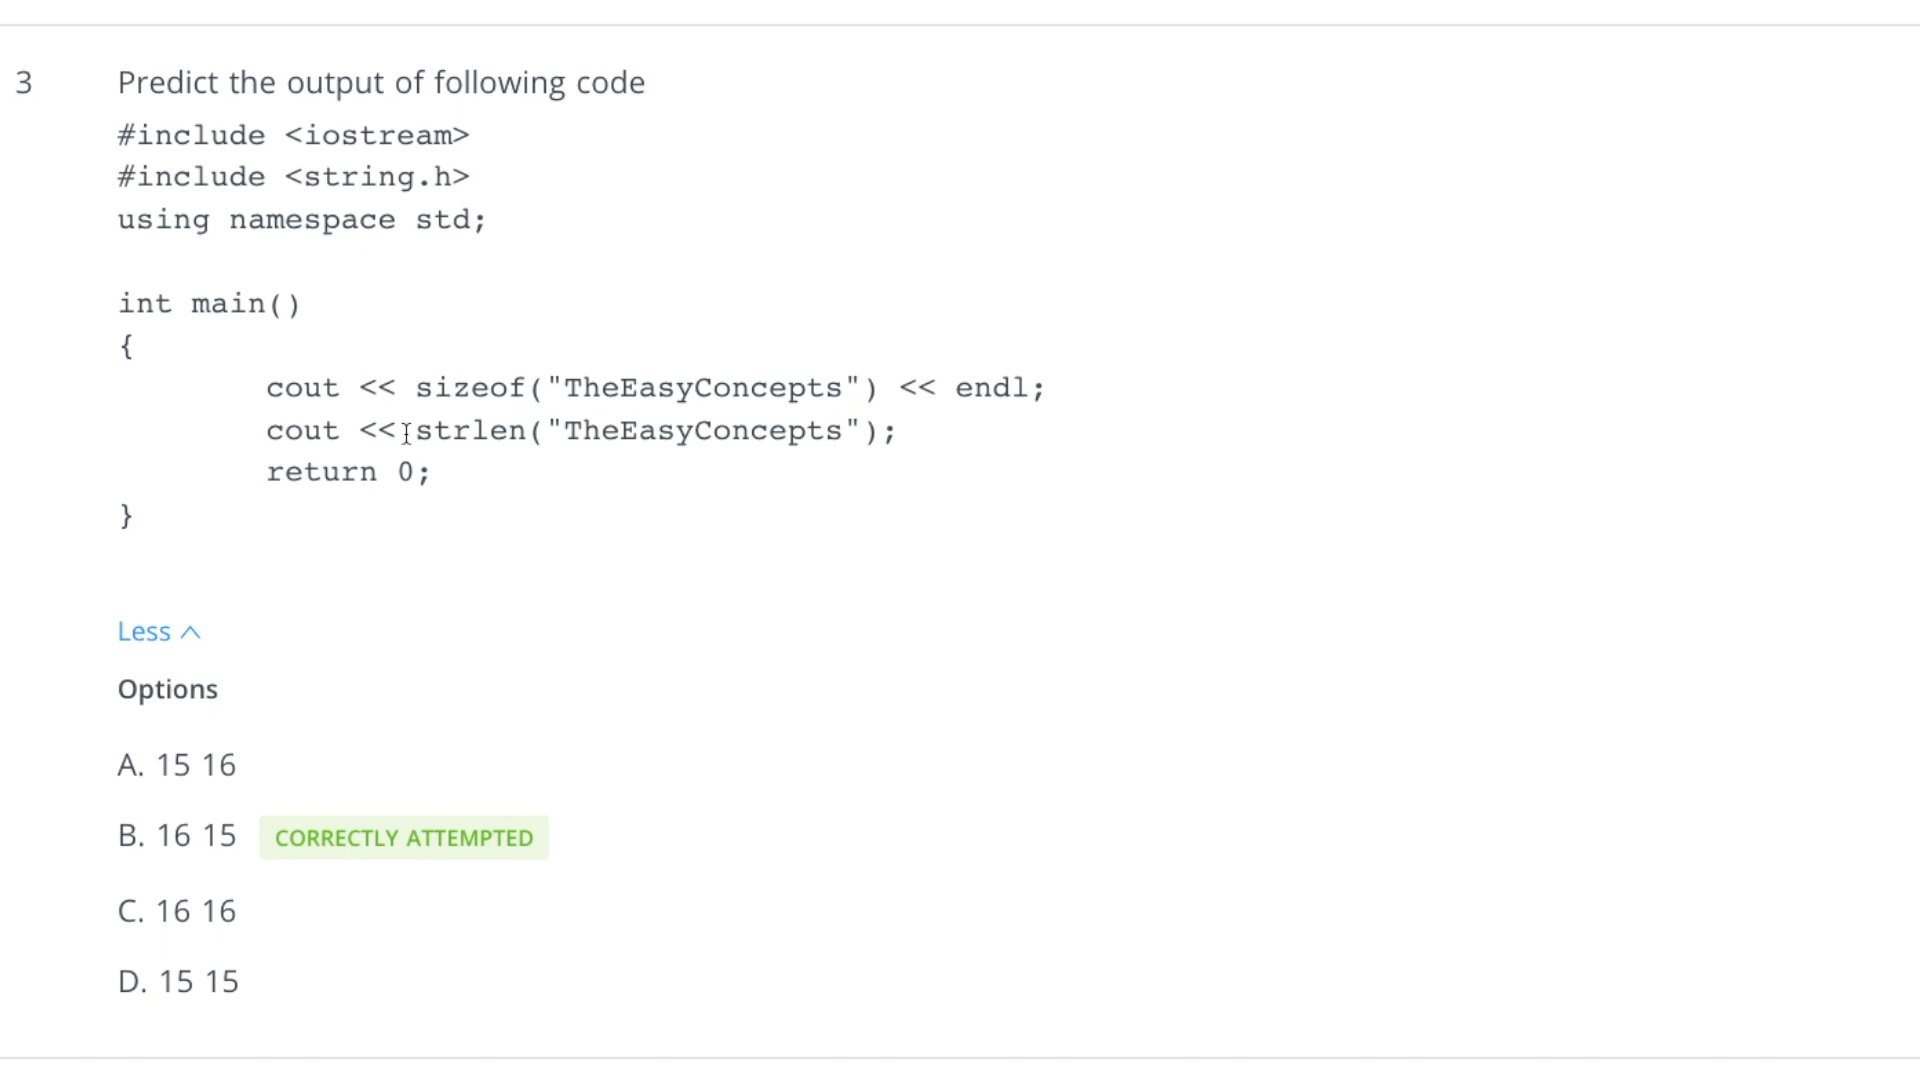 3 Predict the output of following code
#include <iostream>
#include <string.h>
using namespace std;
int main()
{
cout << sizeof("TheEasyConcepts") << endl;
cout << strlen("TheEasyConcepts");
return 0;
}
Less
Options
A. 15 16
B. 16 15 CORRECTLY ATTEMPTED
C. 16 16
D. 15 15